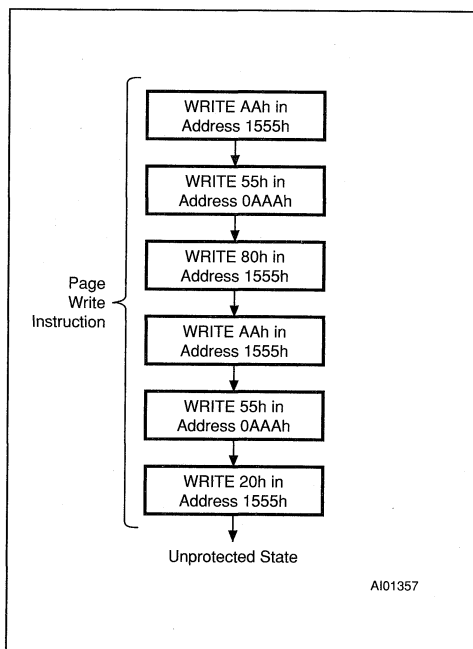 WRITE AAh in
Address 1555h
WRITE 55h in
Address 0AAAh
WRITE 80h in
Address 1555h
Page
Write
Instruction
WRITE AAh in
Address 1555h
WRITE 55h in
Address 0AAAh
WRITE 20h in
Address 1555h
Unprotected State
AI01357